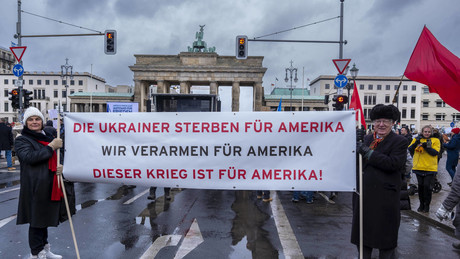 DIE UKRAINER STERBEN FÜR AMERIKA
WIR VERARMEN FÜR AMERIKA
DIESER KRIEG IST FÜR AMERIKA!